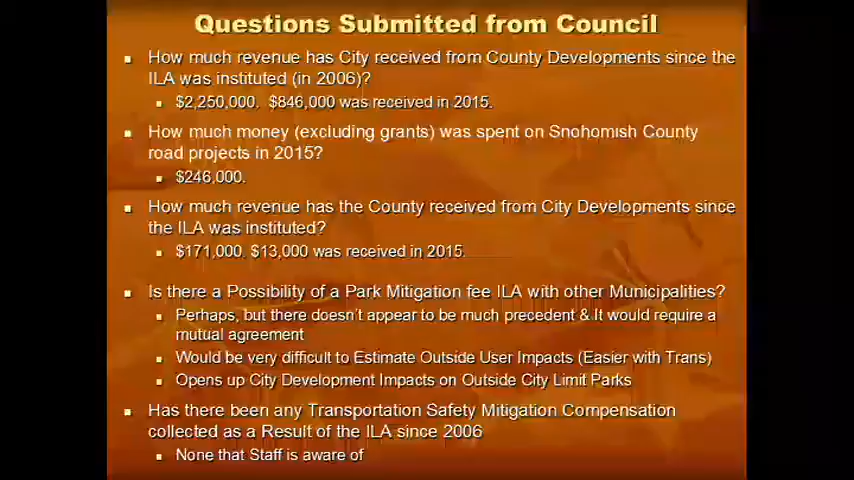 Questions Submitted from Council
How much revenue has City received from County Developments since the
ILA was instituted (in 2006)?
$2,250,000. $846,000 was received in 2015.
How much money (excluding grants) was spent on Snohomish County
road projects in 2015?
$246,000.
How much revenue has the County received from City Developments since
the ILA was instituted?
$171,000. $13,000 was received in 2015.
Is there a Possibility of a Park Mitigation fee ILA with other Municipalities?
Perhaps, but there doesn't appear to be much precedent & It would require a
mutual agreement
Would be very difficult to Estimate Outside User Impacts (Easier with Trans)
Opens up City Development Impacts on Outside City Limit Parks
Has there been any Transportation Safety Mitigation Compensation
collected as a Result of the ILA since 2006
None that Staff is aware of